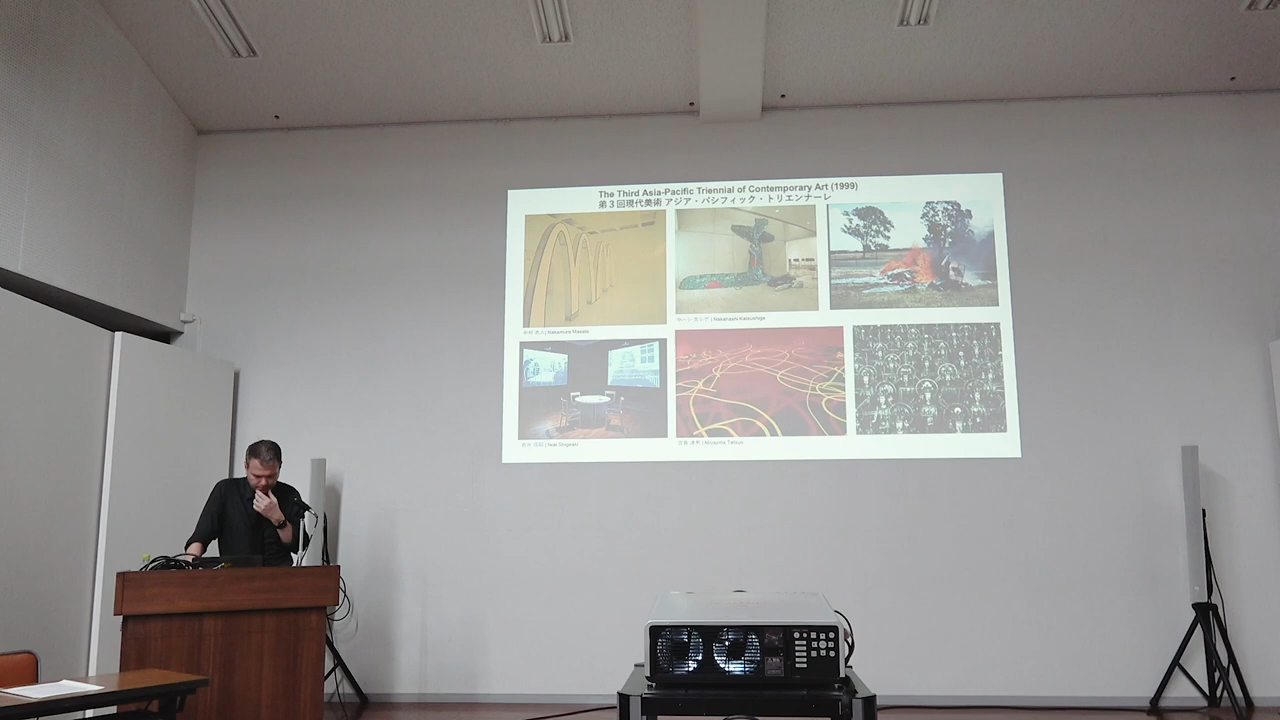 The Third Asia-Pacific Triennial of Contemporary Art (1999)
第3回現代美術 アジア・パシフィック・トリエンナーレ
| Nakamura Masato
| Nakahashi Katsushige
| Iwai Shigeaki
| Miyajima Tatsuo